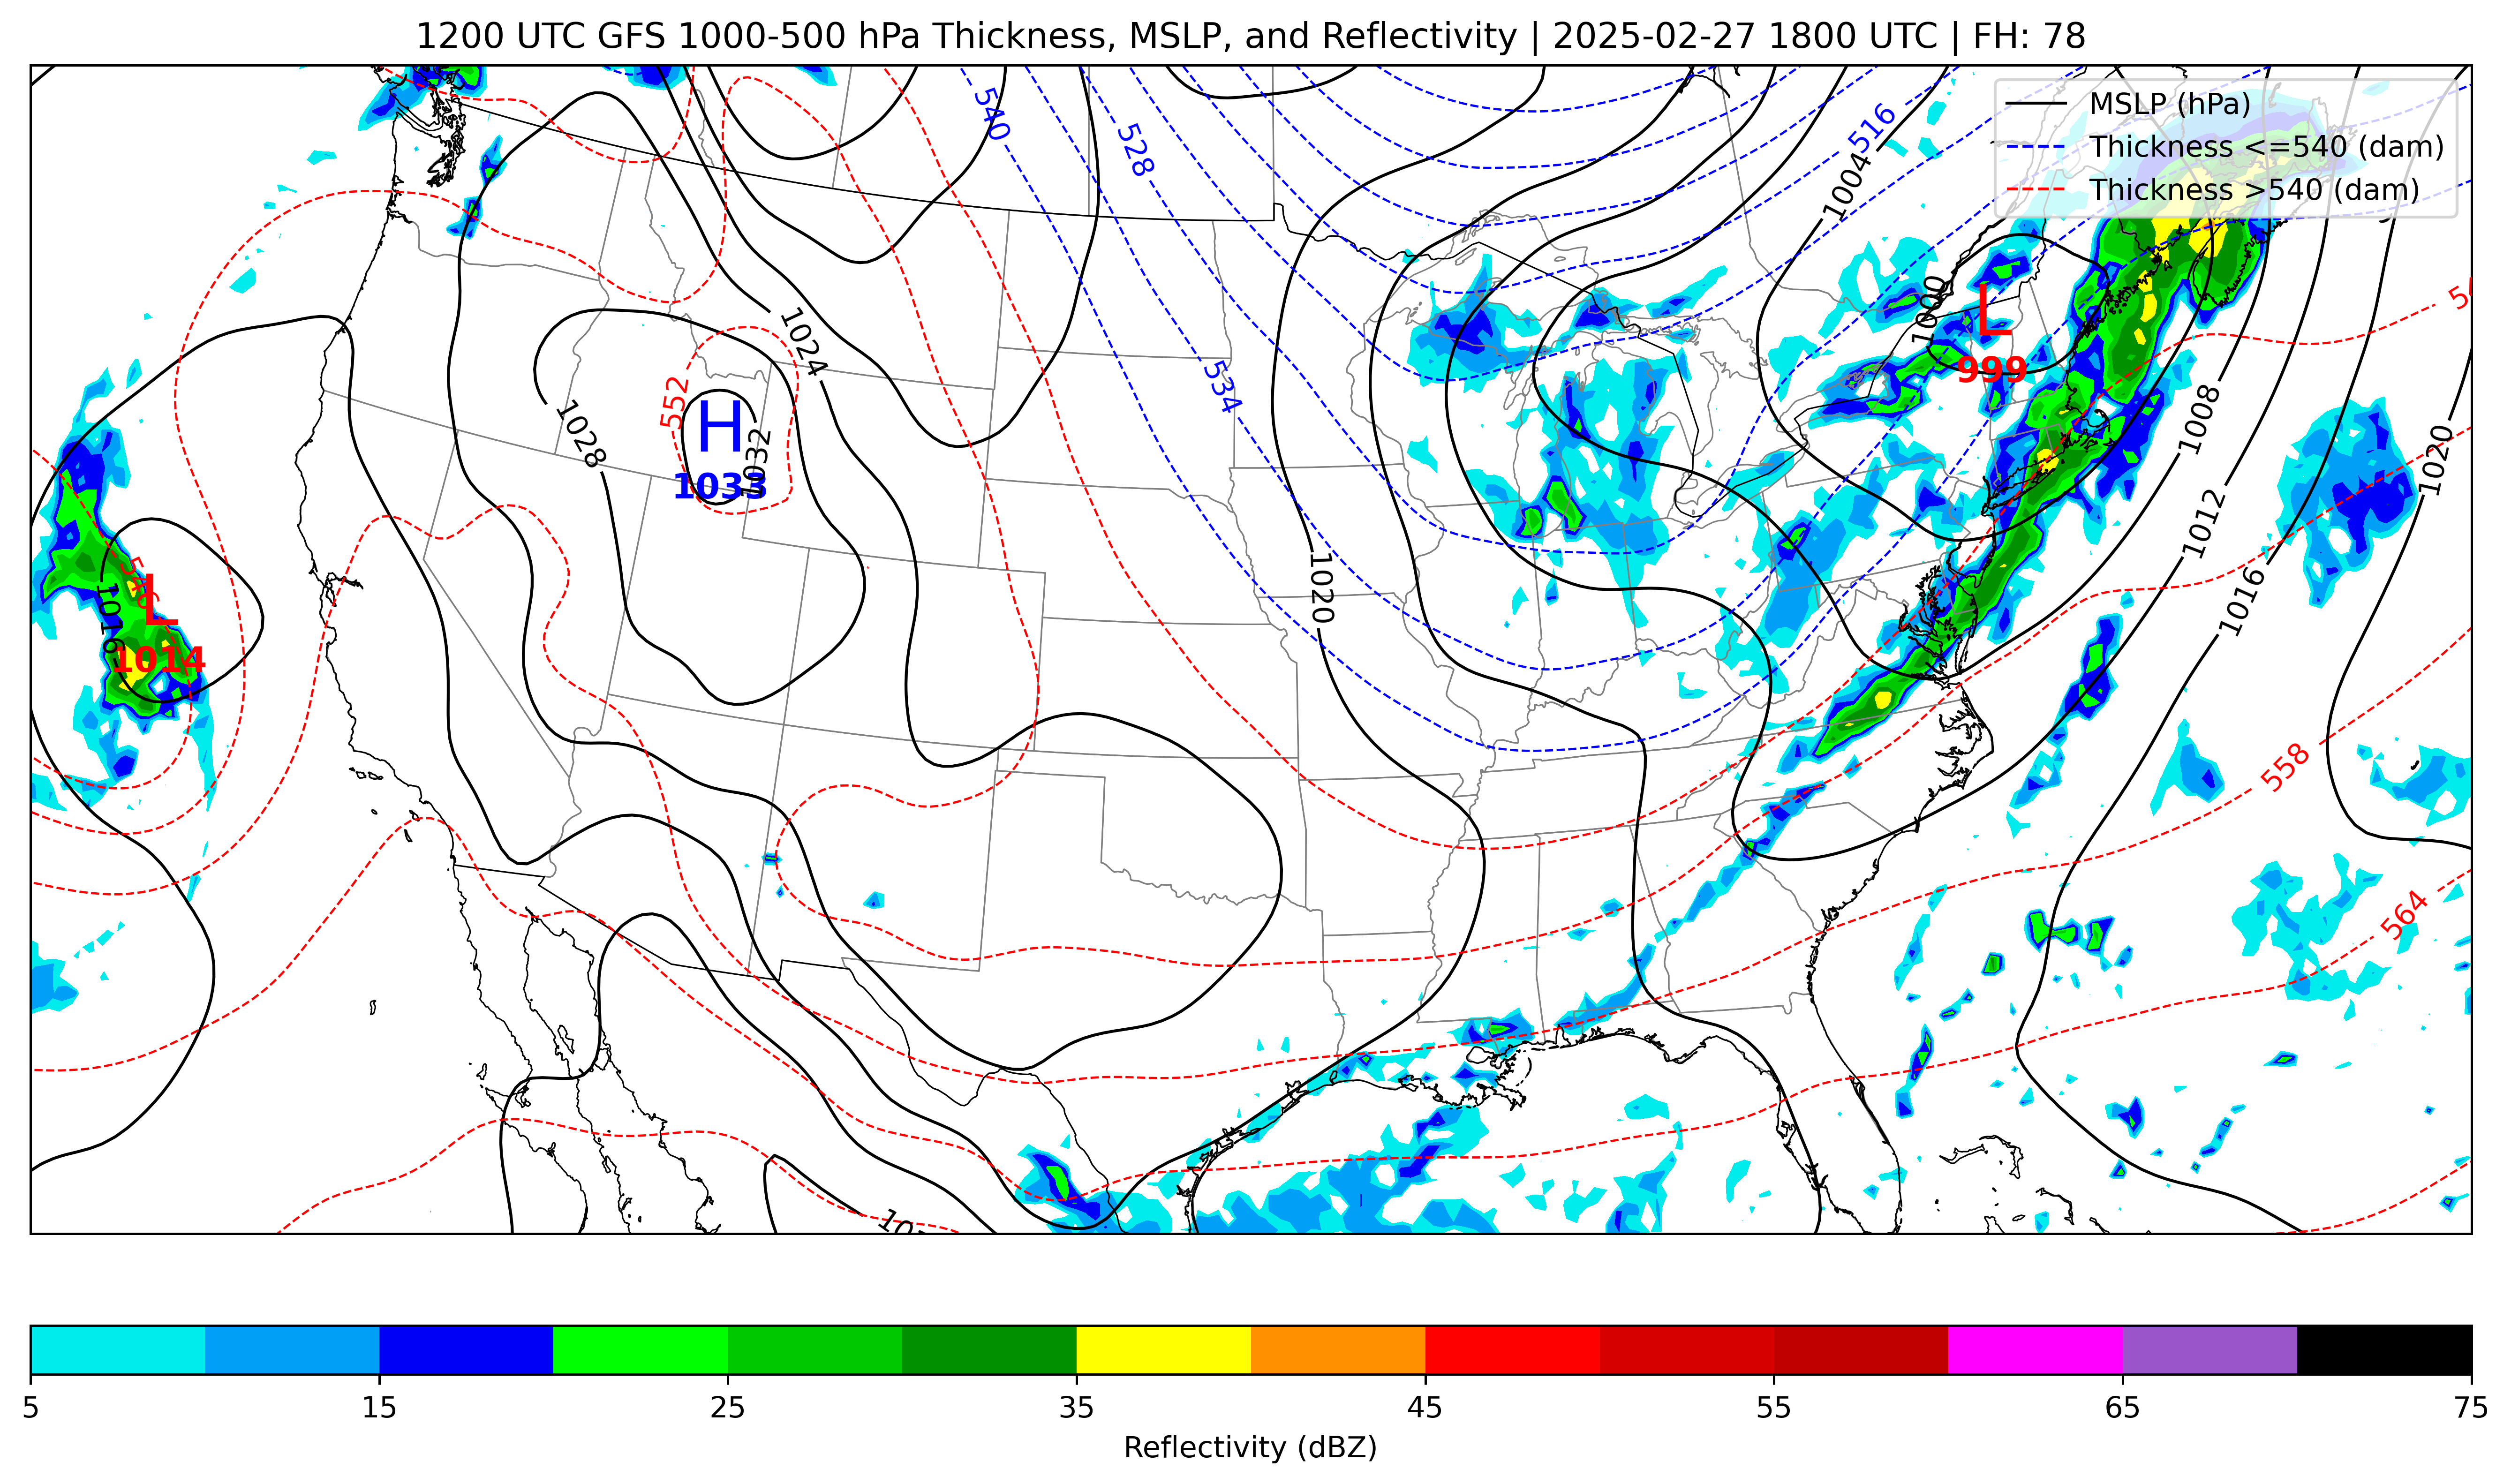 1200 UTC GFS 1000-500 hPa Thickness, MSLP, and Reflectivity | 2025-02-27 1800 UTC | FH: 78
MSLP (hPa)
Thickness <=540 (dam)
Thickness >540 (dam)
540
528
516
1004
534
1024
552
H
1033
1032
1028
1000
L
999
1008
1020
1012
1016
1020
L
1014
1016
558
564
5 15 25 35 45 55 65 75
Reflectivity (dBZ)